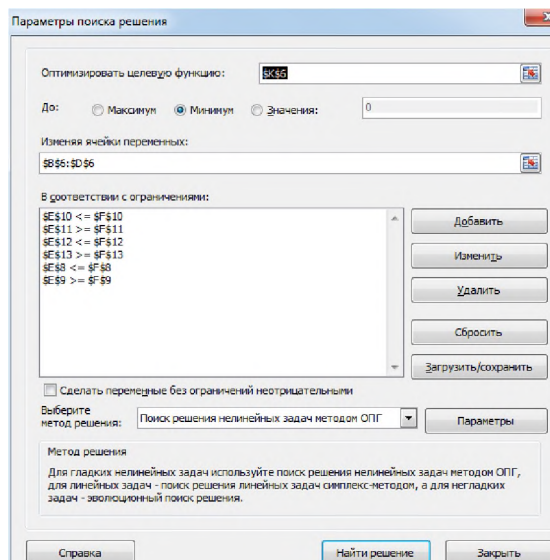 Параметры поиска решения
Оптимизировать целевую функцию: $K$6
До: Максимум Минимум Значения: 0
Изменяя ячейки переменных:
$B$6:$D$6
В соответствии с ограничениями:
$E$10 <= $F$10
$E$11 >= $F$11
$E$12 <= $F$12
$E$13 >= $F$13
$E$8 <= $F$8
$E$9 >= $F$9
Добавить
Изменить
Удалить
Сбросить
Загрузить/сохранить
Сделать переменные без ограничений неотрицательными
Выберите
метод решения: Поиск решения нелинейных задач методом ОПГ Параметры
Метод решения
Для гладких нелинейных задач используйте поиск решения нелинейных задач методом ОПГ,
для линейных задач - поиск решения линейных задач симплекс-методом, а для негладких
задач - эволюционный поиск решения.
Справка Найти решение Закрыть